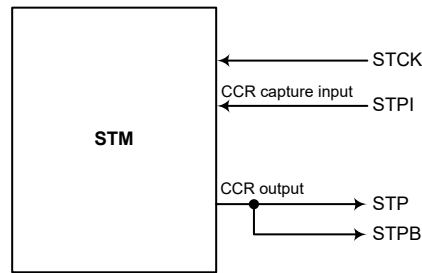 STCK
CCR capture input
STPI
STM
CCR output
STP
STPB